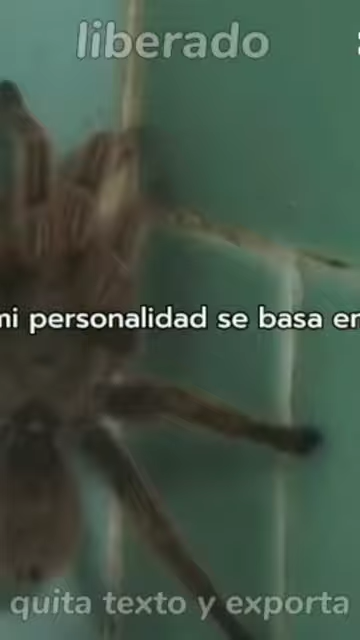 liberado
mi personalidad se basa en
quita texto y exporta